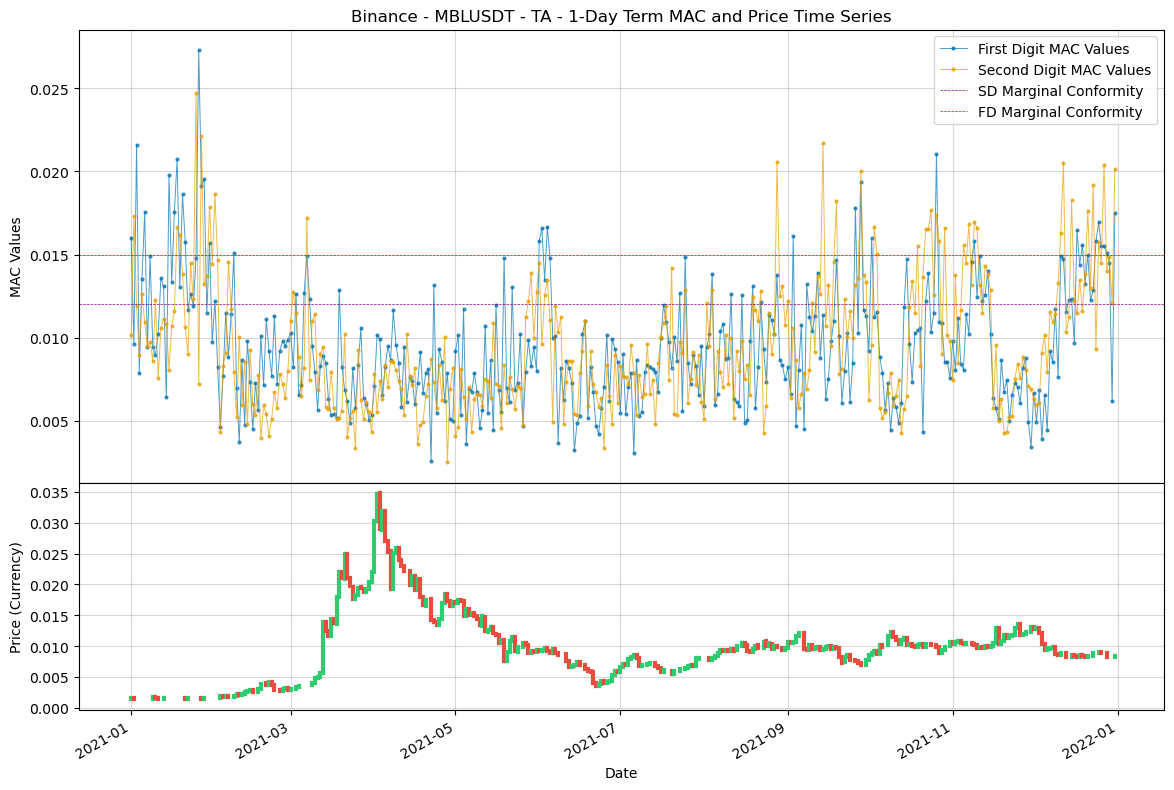 Binance - MBLUSDT - TA - 1-Day Term MAC and Price Time Series
First Digit MAC Values
Second Digit MAC Values
SD Marginal Conformity
FD Marginal Conformity
MAC Values
0.025
0.020
0.015
0.010
0.005
Price (Currency)
0.035
0.030
0.025
0.020
0.015
0.010
0.005
0.000
2021-01
2021-03
2021-05
2021-07
2021-09
2021-11
2022-01
Date